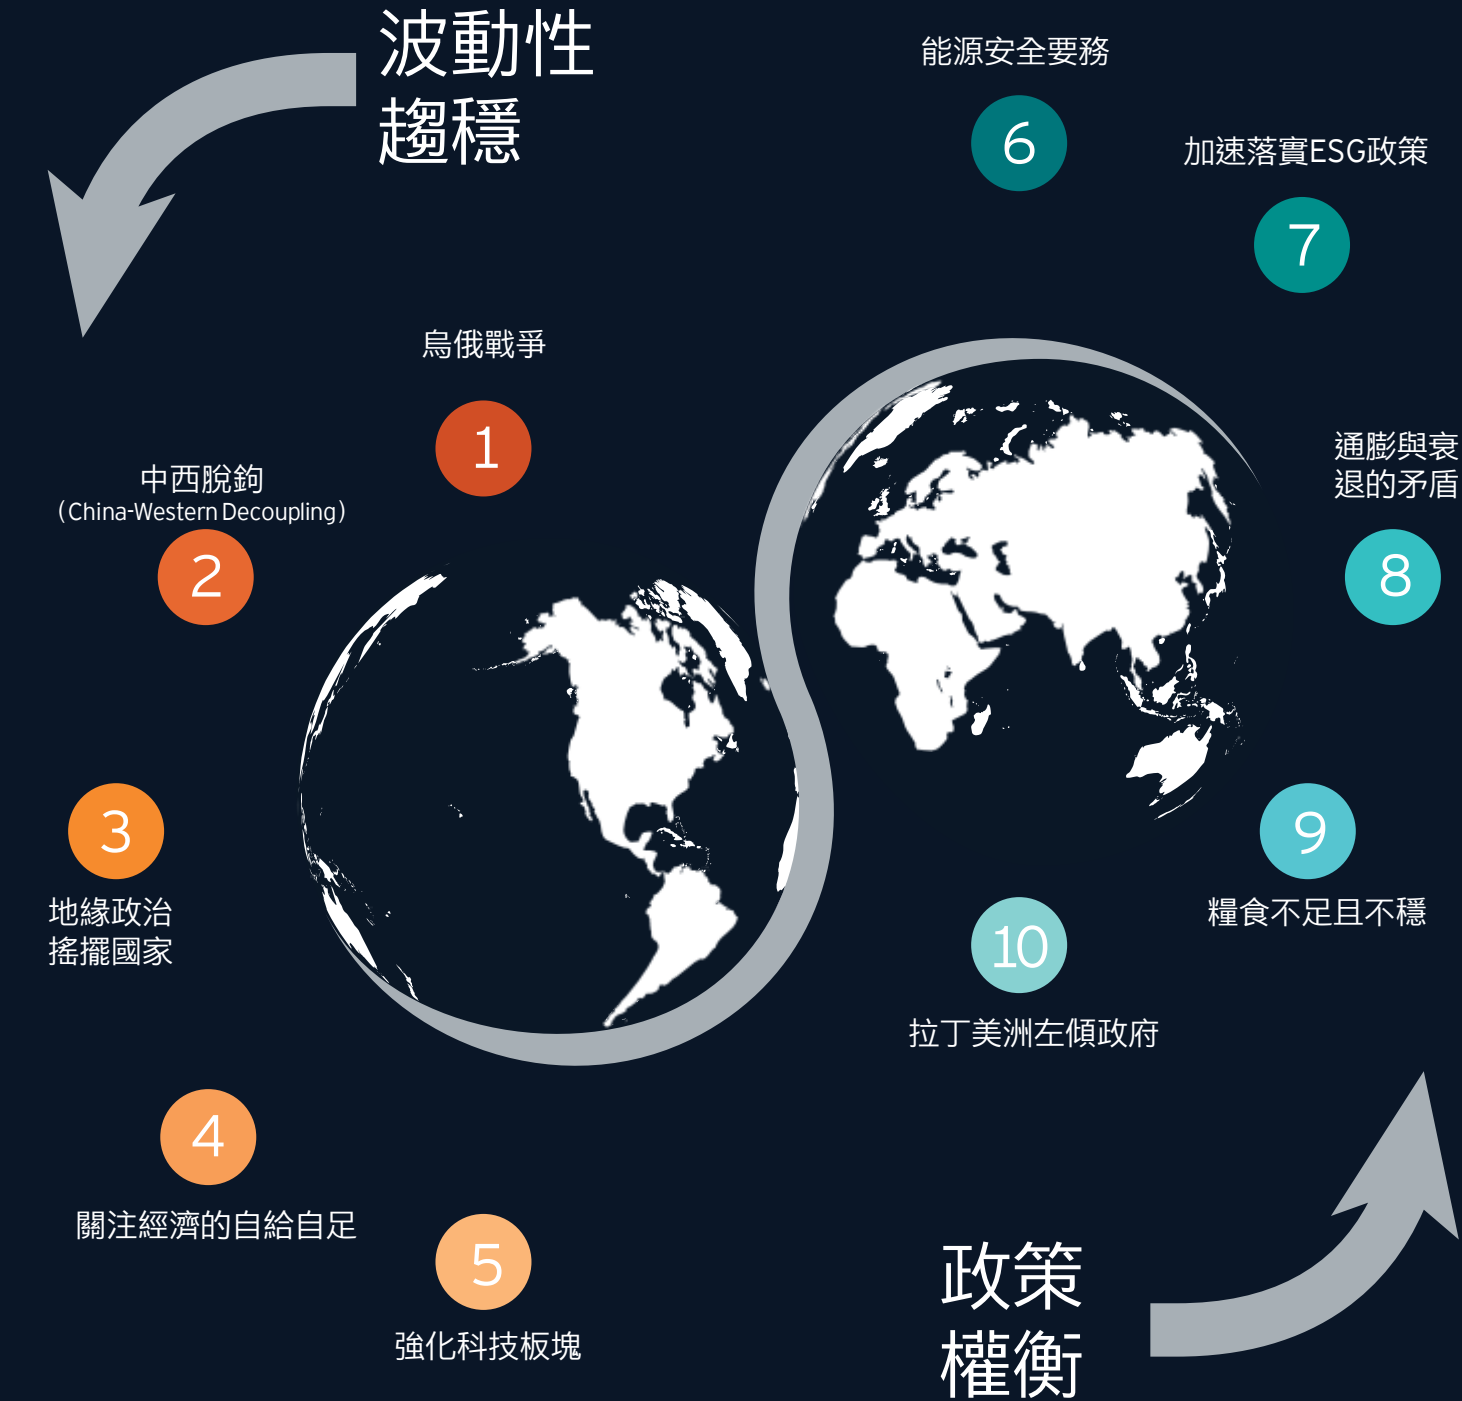 波動性
趨穩
烏俄戰爭
1
中西脫鉤
(China-Western Decoupling)
2
3
地緣政治
搖擺國家
4
關注經濟的自給自足
5
強化科技板塊
能源安全要務
6
加速落實ESG政策
7
通膨與衰
退的矛盾
8
9
糧食不足且不穩
10
拉丁美洲左傾政府
政策
權衡